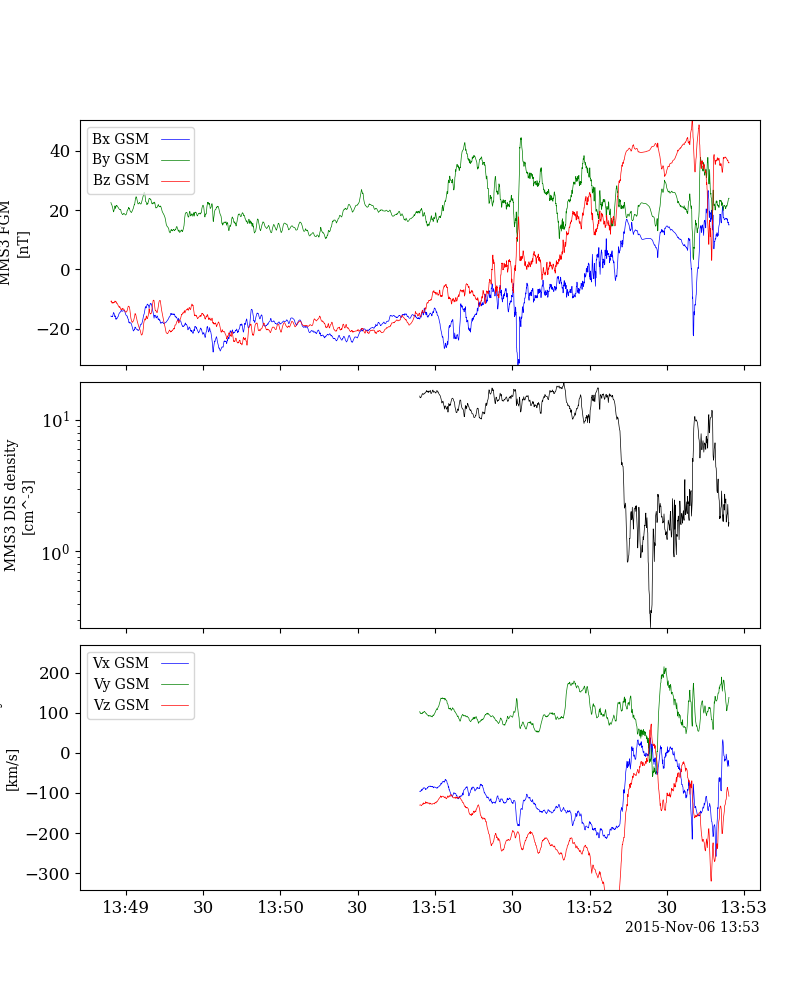 Bx GSM
By GSM
Bz GSM
40
20
0
−20
MMS3 FGM
[nT]
10^1
10^0
MMS3 DIS density
[cm^-3]
Vx GSM
Vy GSM
Vz GSM
200
100
0
−100
−200
−300
[km/s]
13:49
30
13:50
30
13:51
30
13:52
30
13:53
2015-Nov-06 13:53